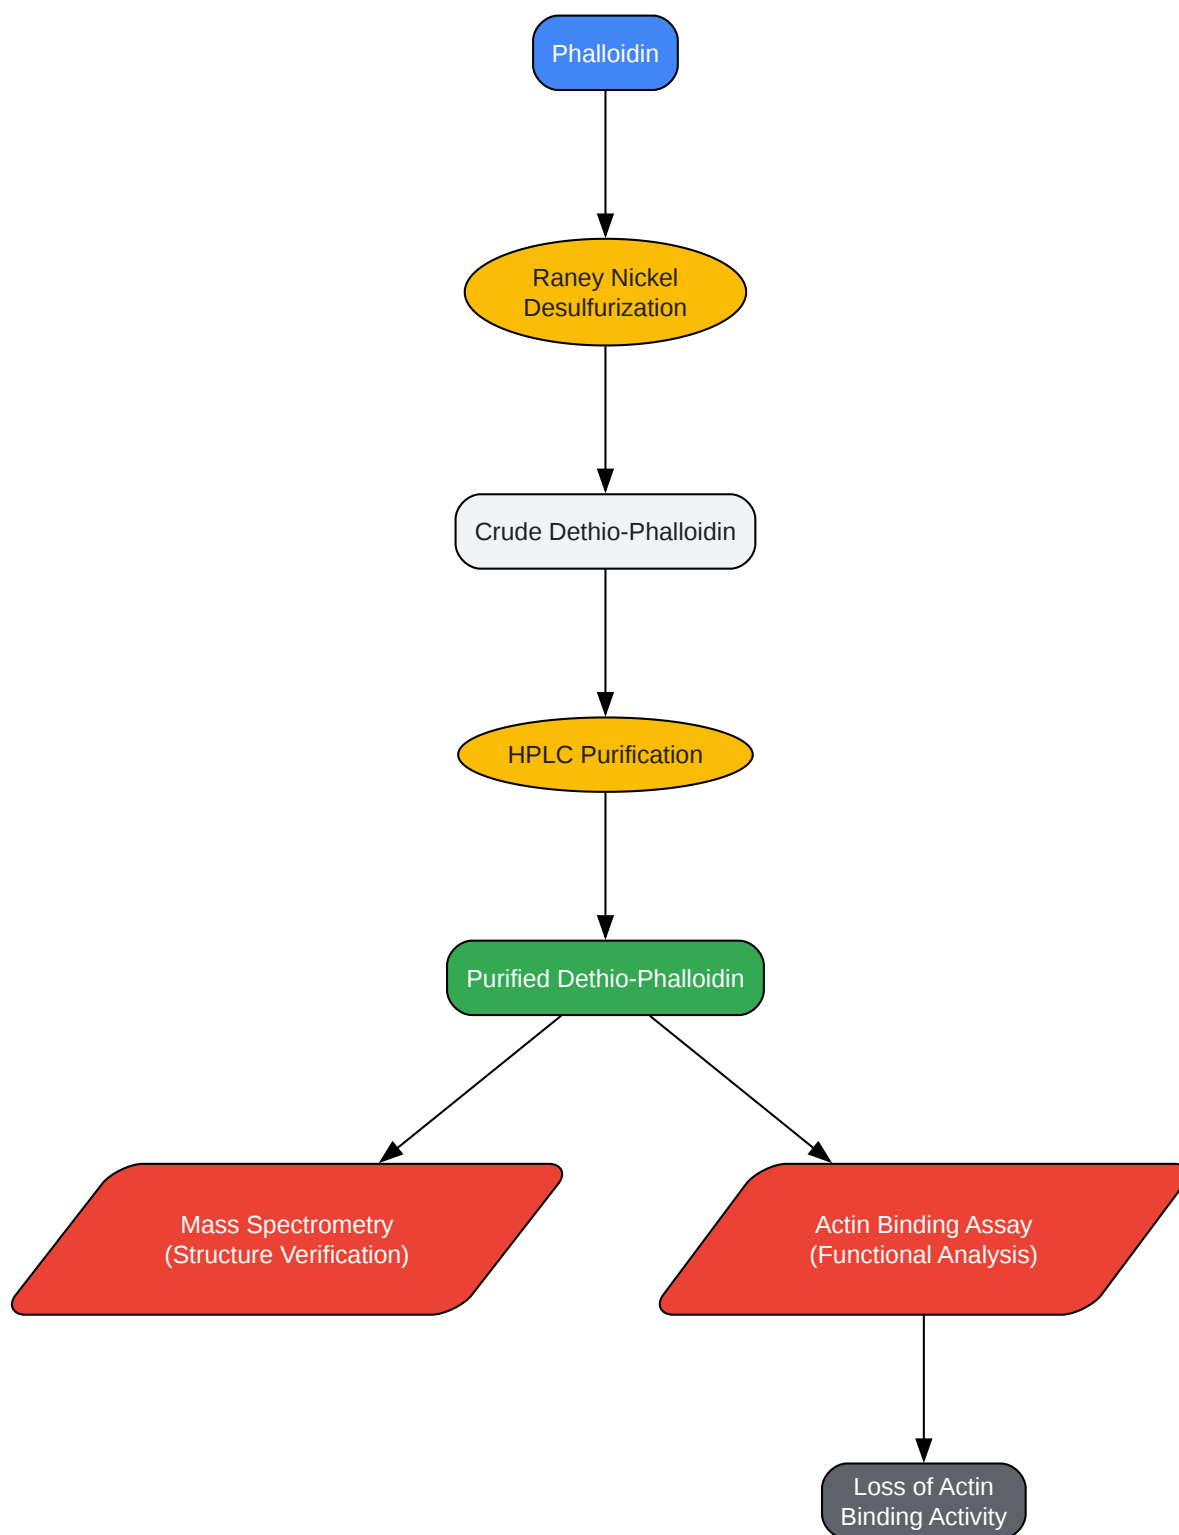 Phalloidin
Raney Nickel
Desulfurization
Crude Dethio-Phalloidin
HPLC Purification
Purified Dethio-Phalloidin
Mass Spectrometry
(Structure Verification)
Actin Binding Assay
(Functional Analysis)
Loss of Actin
Binding Activity